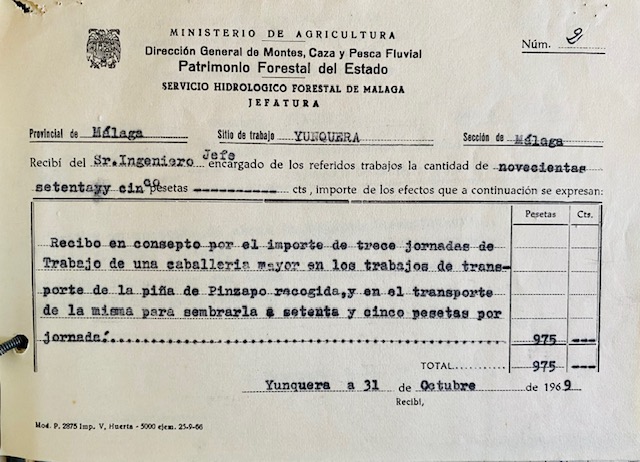 MINISTERIO DE AGRICULTURA
Dirección General de Montes, Caza y Pesca Fluvial
Patrimonio Forestal del Estado
SERVICIO HIDROLOGICO FORESTAL DE MALAGA
JEFATURA
Núm. 9
Provincial de Málaga Sitio de trabajo YUNQUERA Sección de Málaga
Recibí del Sr.Ingeniero Jefe encargado de los referidos trabajos la cantidad de novecientas
setentayy cinco pesetas ---------- cts, importe de los efectos que a continuación se expresan:
Pesetas Cts.
Recibo en consepto por el importe de trece jornadas de
Trabajo de una caballeria mayor en los trabajos de trans-
porte de la piña de Pinzapo recogida,y en el transporte
de la misma para sembrarla a setenta y cinco pesetas por
jornada:.......................................... 975 ---
TOTAL.......... 975 ---
Yunquera a 31 de Octubre de 1969
Recibí,
Mod. P. 2875 Imp. V, Huerta - 5000 ejem. 25-9-66